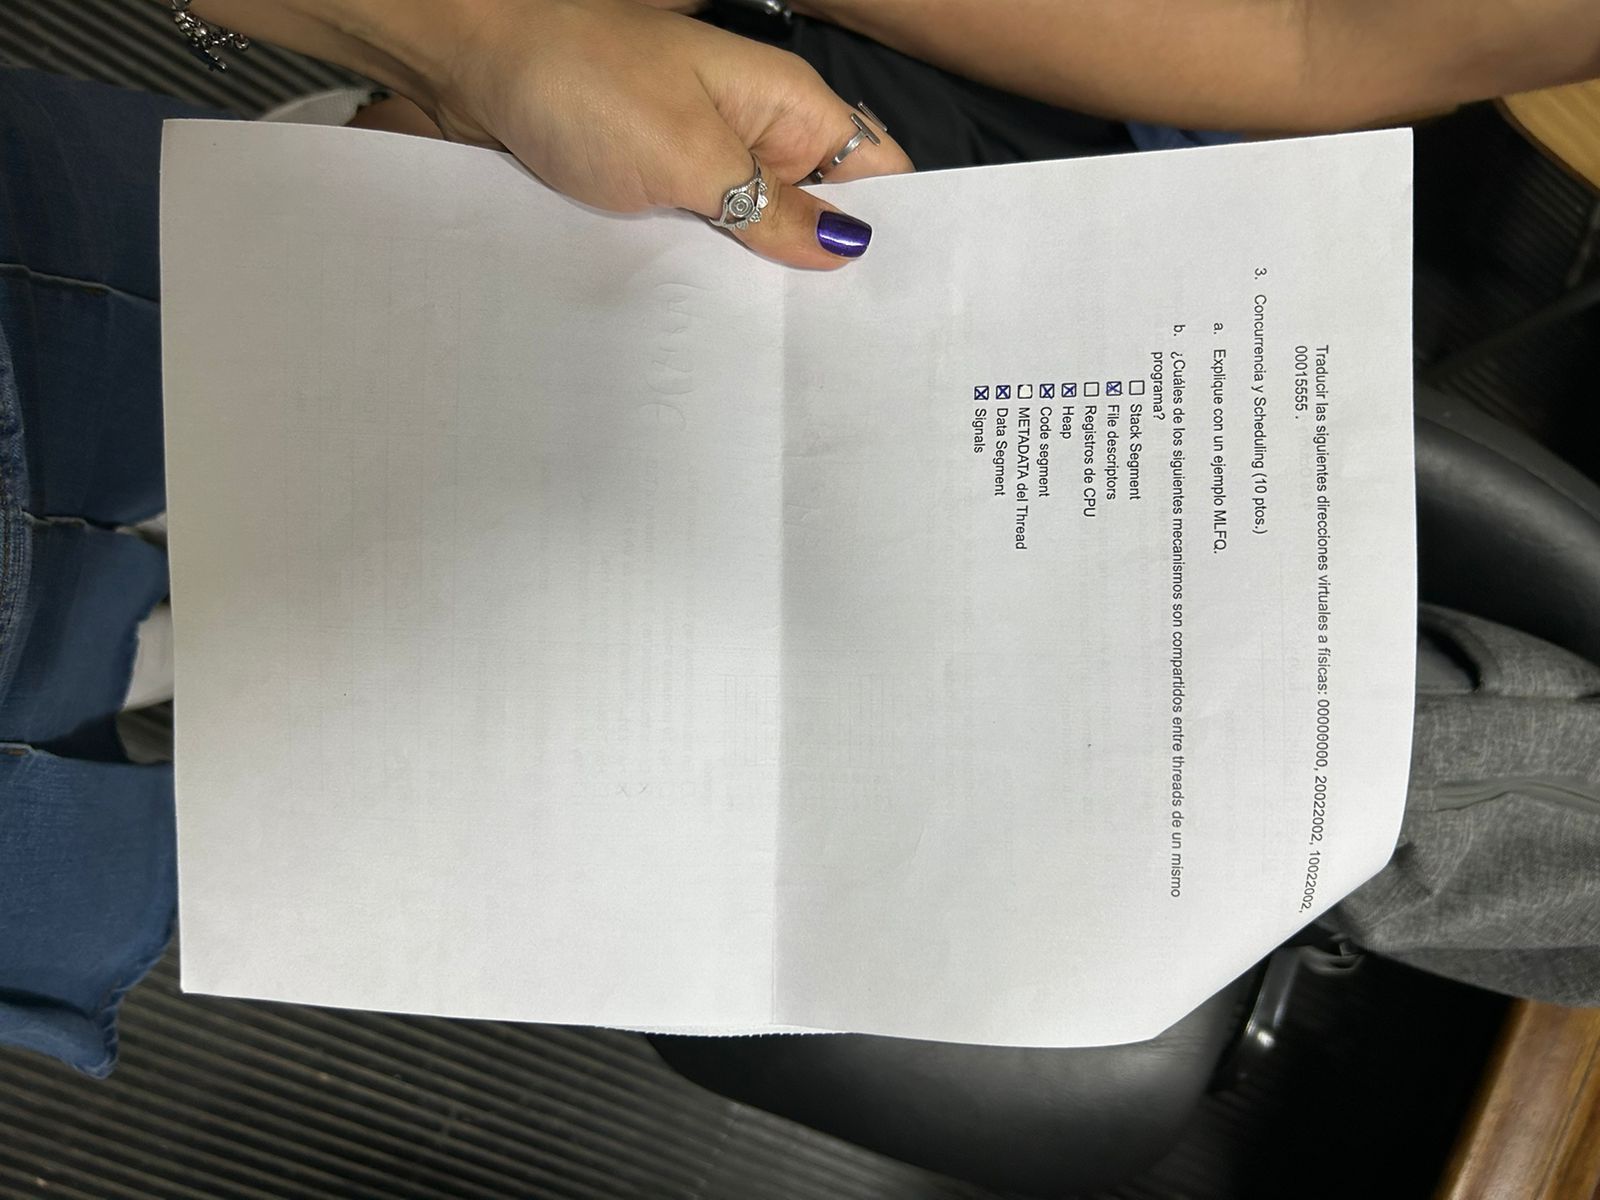 Traducir las siguientes direcciones virtuales a físicas: 00000000, 20022002, 10022002,
00015555 .
3. Concurrencia y Scheduling (10 ptos.)
a. Explique con un ejemplo MLFQ.
b. ¿Cuáles de los siguientes mecanismos son compartidos entre threads de un mismo
programa?
Stack Segment
File descriptors
Registros de CPU
Heap
Code segment
METADATA del Thread
Data Segment
Signals